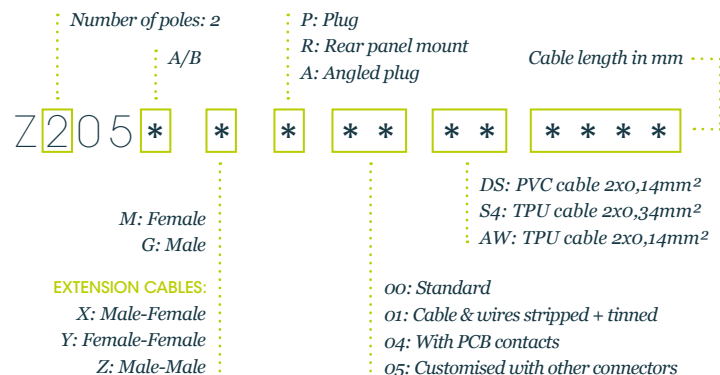 Number of poles: 2
A/B
P: Plug
R: Rear panel mount
A: Angled plug
Cable length in mm
Z205* * * ** ** ****
DS: PVC cable 2x0,14mm²
S4: TPU cable 2x0,34mm²
AW: TPU cable 2x0,14mm²
M: Female
G: Male
EXTENSION CABLES:
X: Male-Female
Y: Female-Female
Z: Male-Male
00: Standard
01: Cable & wires stripped + tinned
04: With PCB contacts
05: Customised with other connectors